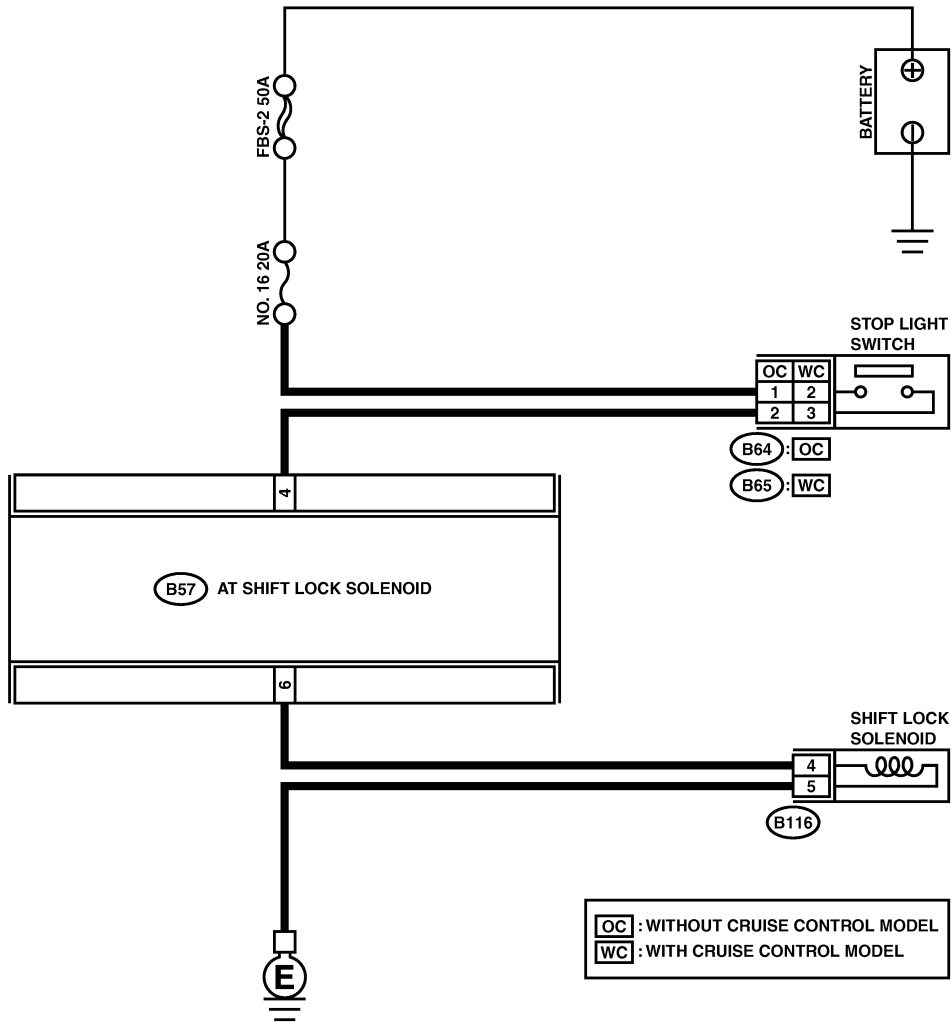 FBS-2 50A
BATTERY
NO. 16 20A
STOP LIGHT
SWITCH
OC WC
1 2
2 3
B64 : OC
B65 : WC
4
B57 AT SHIFT LOCK SOLENOID
6
SHIFT LOCK
SOLENOID
4
5
B116
OC : WITHOUT CRUISE CONTROL MODEL
WC : WITH CRUISE CONTROL MODEL
E